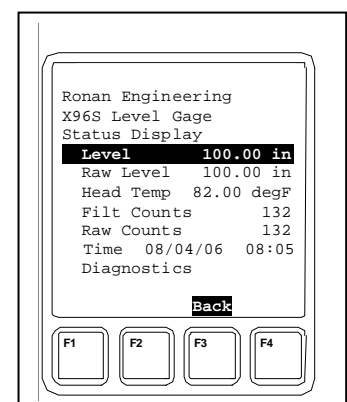 Ronan Engineering
X96S Level Gage
Status Display
Level 100.00 in
Raw Level 100.00 in
Head Temp 82.00 degF
Filt Counts 132
Raw Counts 132
Time 08/04/06 08:05
Diagnostics
Back
F1 F2 F3 F4